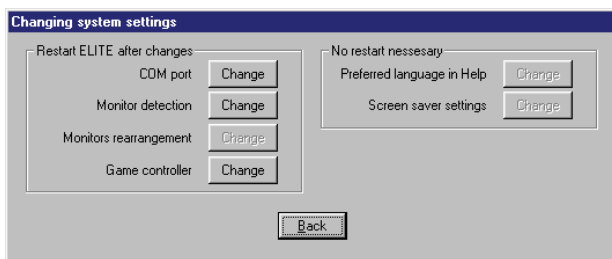 Changing system settings
Restart ELITE after changes
COM port Change
Monitor detection Change
Monitors rearrangement Change
Game controller Change
No restart nessesary
Preferred language in Help Change
Screen saver settings Change
Back